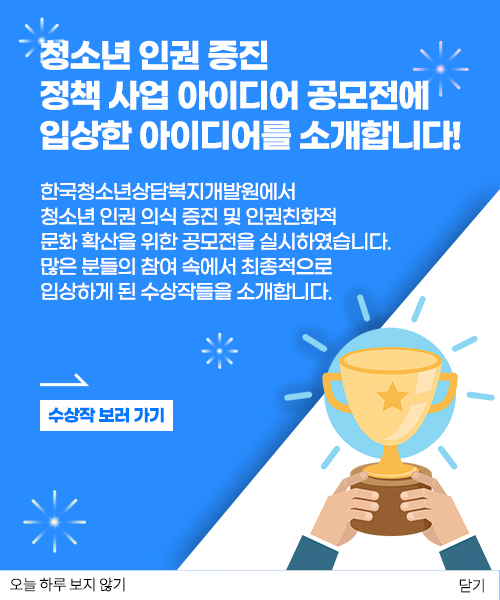 청소년 인권 증진
정책 사업 아이디어 공모전에
입상한 아이디어를 소개합니다!
한국청소년상담복지개발원에서
청소년 인권 의식 증진 및 인권친화적
문화 확산을 위한 공모전을 실시하였습니다.
많은 분들의 참여 속에서 최종적으로
입상하게 된 수상작들을 소개합니다.
수상작 보러 가기
오늘 하루 보지 않기
닫기